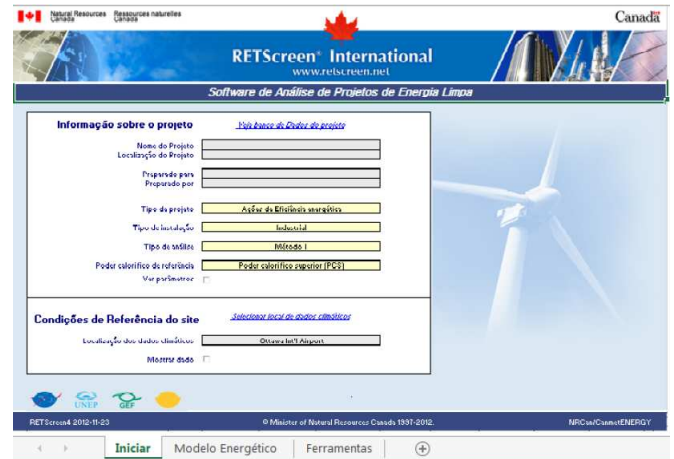 Natural Resources Canada Ressources naturelles Canada Canada
RETScreen® International
www.retscreen.net
Software de Análise de Projetos de Energia Limpa
Informação sobre o projeto Veja banco de Dados do projeto
Nome do Projeto
Localização do Projeto
Preparado para
Preparado por
Tipo de projeto Ações de Eficiência energética
Tipo de instalação Industrial
Tipo de análise Método 1
Poder calorífico de referência Poder calorífico superior (PCS)
Ver parâmetros
Condições de Referência do site Selecionar local de dados climáticos
Localização dos dados climáticos Ottawa Int'l Airport
Mostrar dado
UNEP GEF
RETScreen4 2012-11-23 © Minister of Natural Resources Canada 1997-2012. NRCan/CanmetENERGY
Iniciar Modelo Energético Ferramentas